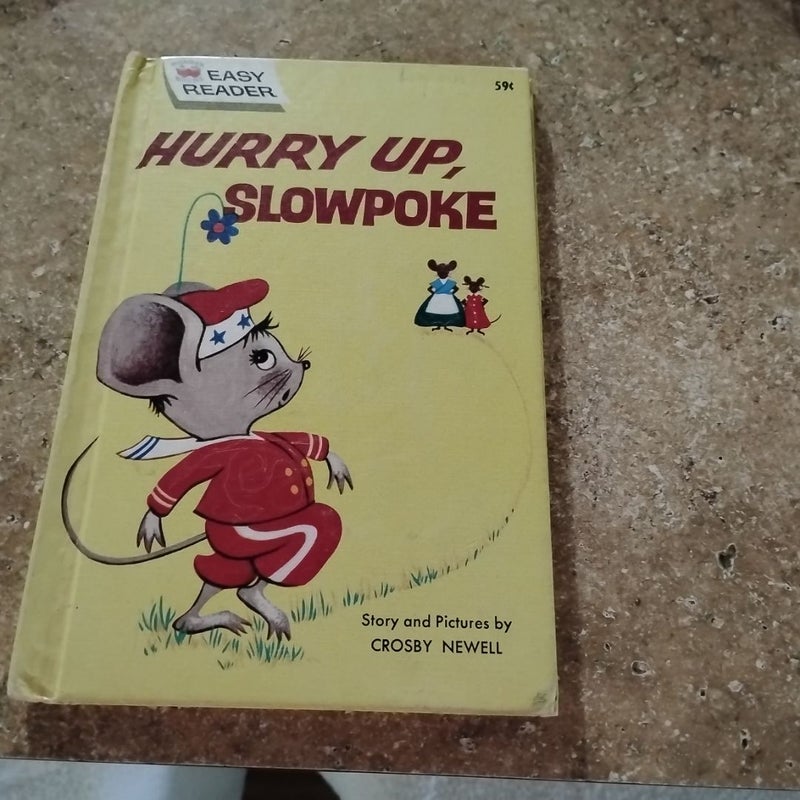 EASY
READER
59¢
HURRY UP,
SLOWPOKE
Story and Pictures by
CROSBY NEWELL